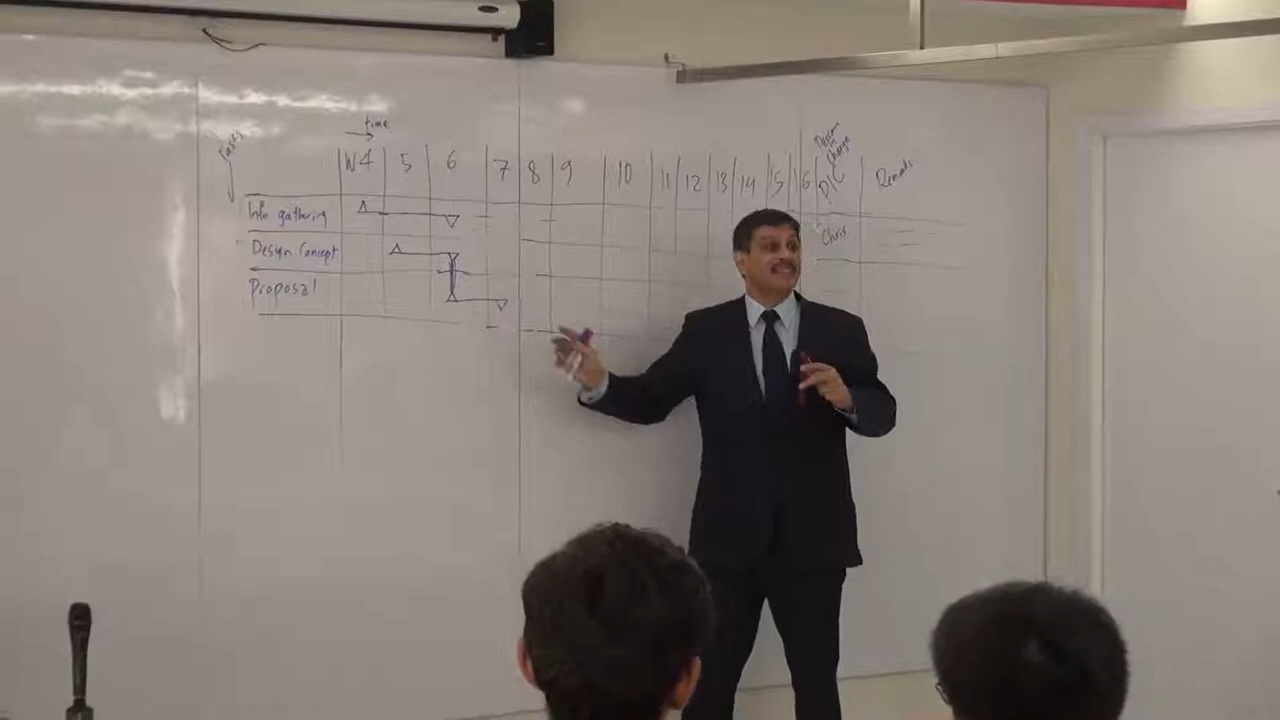 Tasks
time
W4 5 6 7 8 9 10 11 12 13 14 15 16 PIC Remarks
Person in Charge
Info gathering
Chris
Design Concept
Proposal